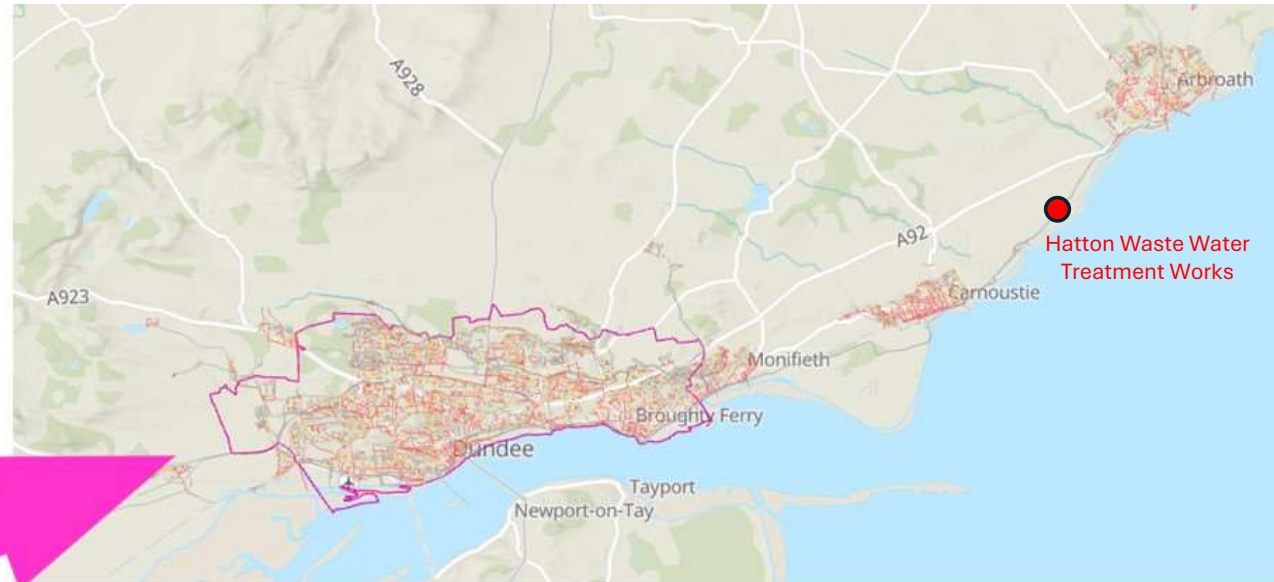 A928
Arbroath
A92
Hatton Waste Water
Treatment Works
Carnoustie
A923
Monifieth
Broughty Ferry
Dundee
Tayport
Newport-on-Tay